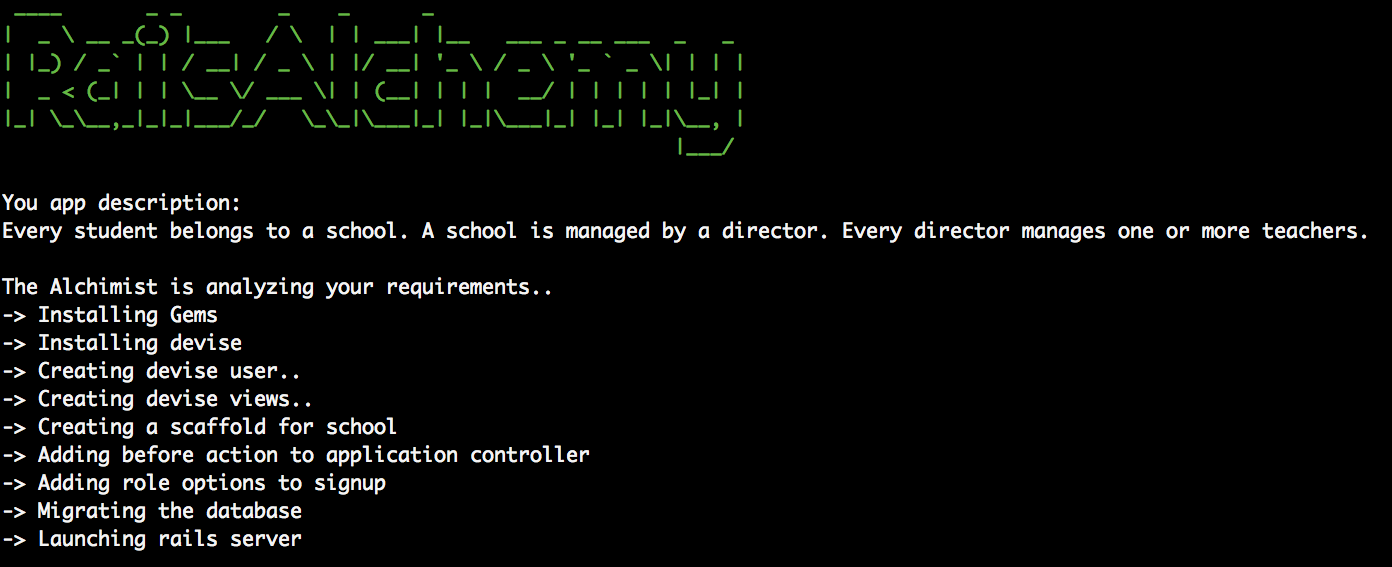 RailsAlchemy
You app description:
Every student belongs to a school. A school is managed by a director. Every director manages one or more teachers.
The Alchimist is analyzing your requirements..
-> Installing Gems
-> Installing devise
-> Creating devise user..
-> Creating devise views..
-> Creating a scaffold for school
-> Adding before action to application controller
-> Adding role options to signup
-> Migrating the database
-> Launching rails server